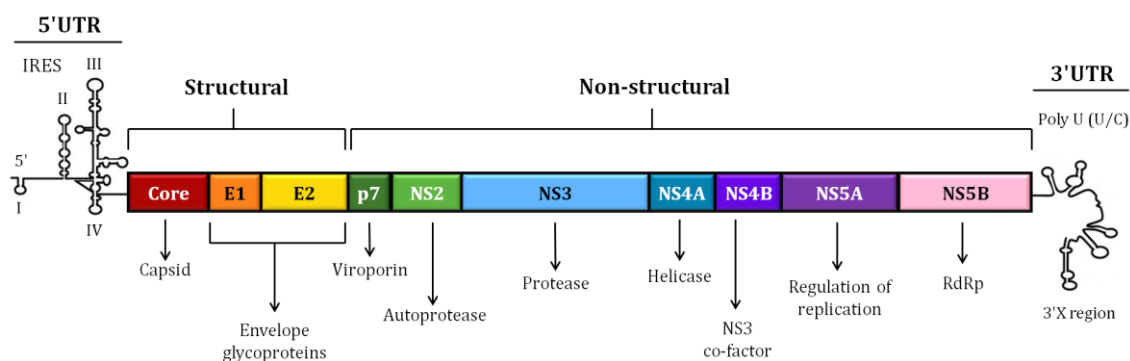 5'UTR
IRES
III
II
5'
I
IV
Structural
Non-structural
3'UTR
Poly U (U/C)
Core
E1
E2
p7
NS2
NS3
NS4A
NS4B
NS5A
NS5B
Capsid
Envelope
glycoproteins
Viroporin
Autoprotease
Protease
Helicase
NS3
co-factor
Regulation of
replication
RdRp
3'X region